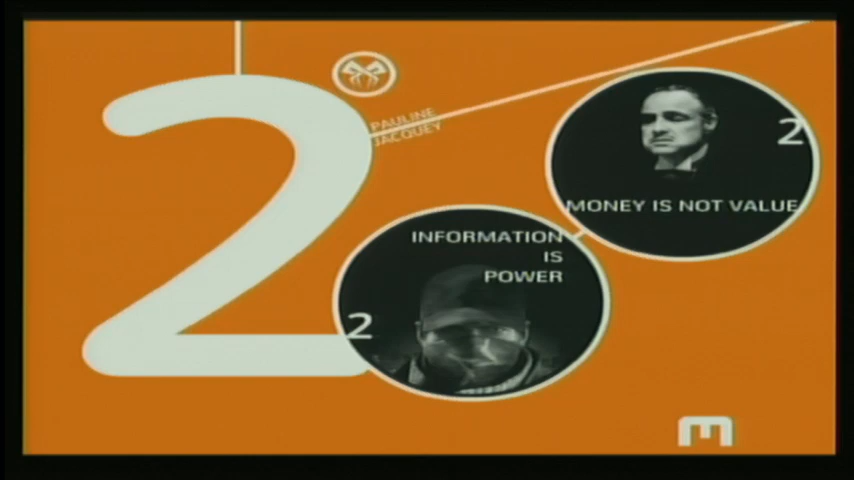 2
PAULINE
JACQUEY
2
MONEY IS NOT VALUE
INFORMATION
IS
POWER
2
m